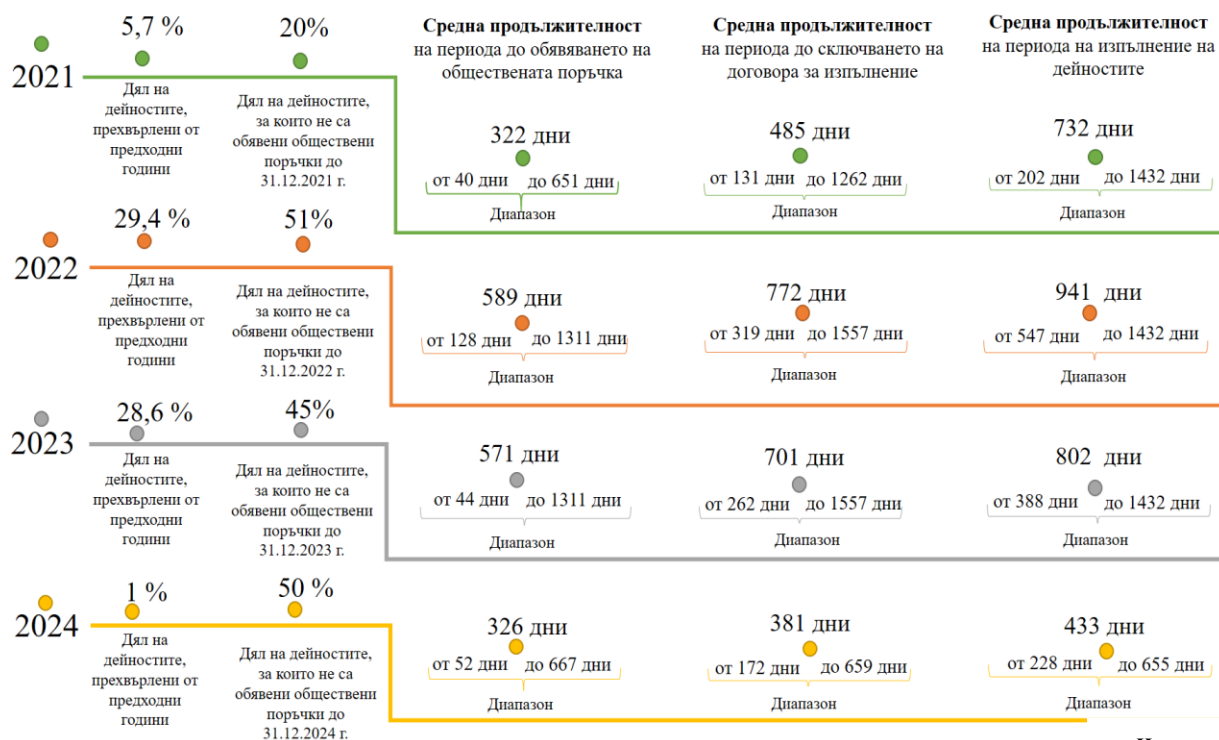 2021
5,7 %
Дял на
дейностите,
прехвърлени от
предходни
години
20%
Дял на дейностите,
за които не са
обявени обществени
поръчки до
31.12.2021 г.
Средна продължителност
на периода до обявяването на
обществената поръчка
322 дни
от 40 дни до 651 дни
Диапазон
Средна продължителност
на периода до сключването на
договора за изпълнение
485 дни
от 131 дни до 1262 дни
Диапазон
Средна продължителност
на периода на изпълнение на
дейностите
732 дни
от 202 дни до 1432 дни
Диапазон
2022
29,4 %
Дял на
дейностите,
прехвърлени от
предходни
години
51%
Дял на дейностите,
за които не са
обявени обществени
поръчки до
31.12.2022 г.
589 дни
от 128 дни до 1311 дни
Диапазон
772 дни
от 319 дни до 1557 дни
Диапазон
941 дни
от 547 дни до 1432 дни
Диапазон
2023
28,6 %
Дял на
дейностите,
прехвърлени от
предходни
години
45%
Дял на дейностите,
за които не са
обявени обществени
поръчки до
31.12.2023 г.
571 дни
от 44 дни до 1311 дни
Диапазон
701 дни
от 262 дни до 1557 дни
Диапазон
802 дни
от 388 дни до 1432 дни
Диапазон
2024
1 %
Дял на
дейностите,
прехвърлени от
предходни
години
50 %
Дял на дейностите,
за които не са
обявени обществени
поръчки до
31.12.2024 г.
326 дни
от 52 дни до 667 дни
Диапазон
381 дни
от 172 дни до 659 дни
Диапазон
433 дни
от 228 дни до 655 дни
Диапазон